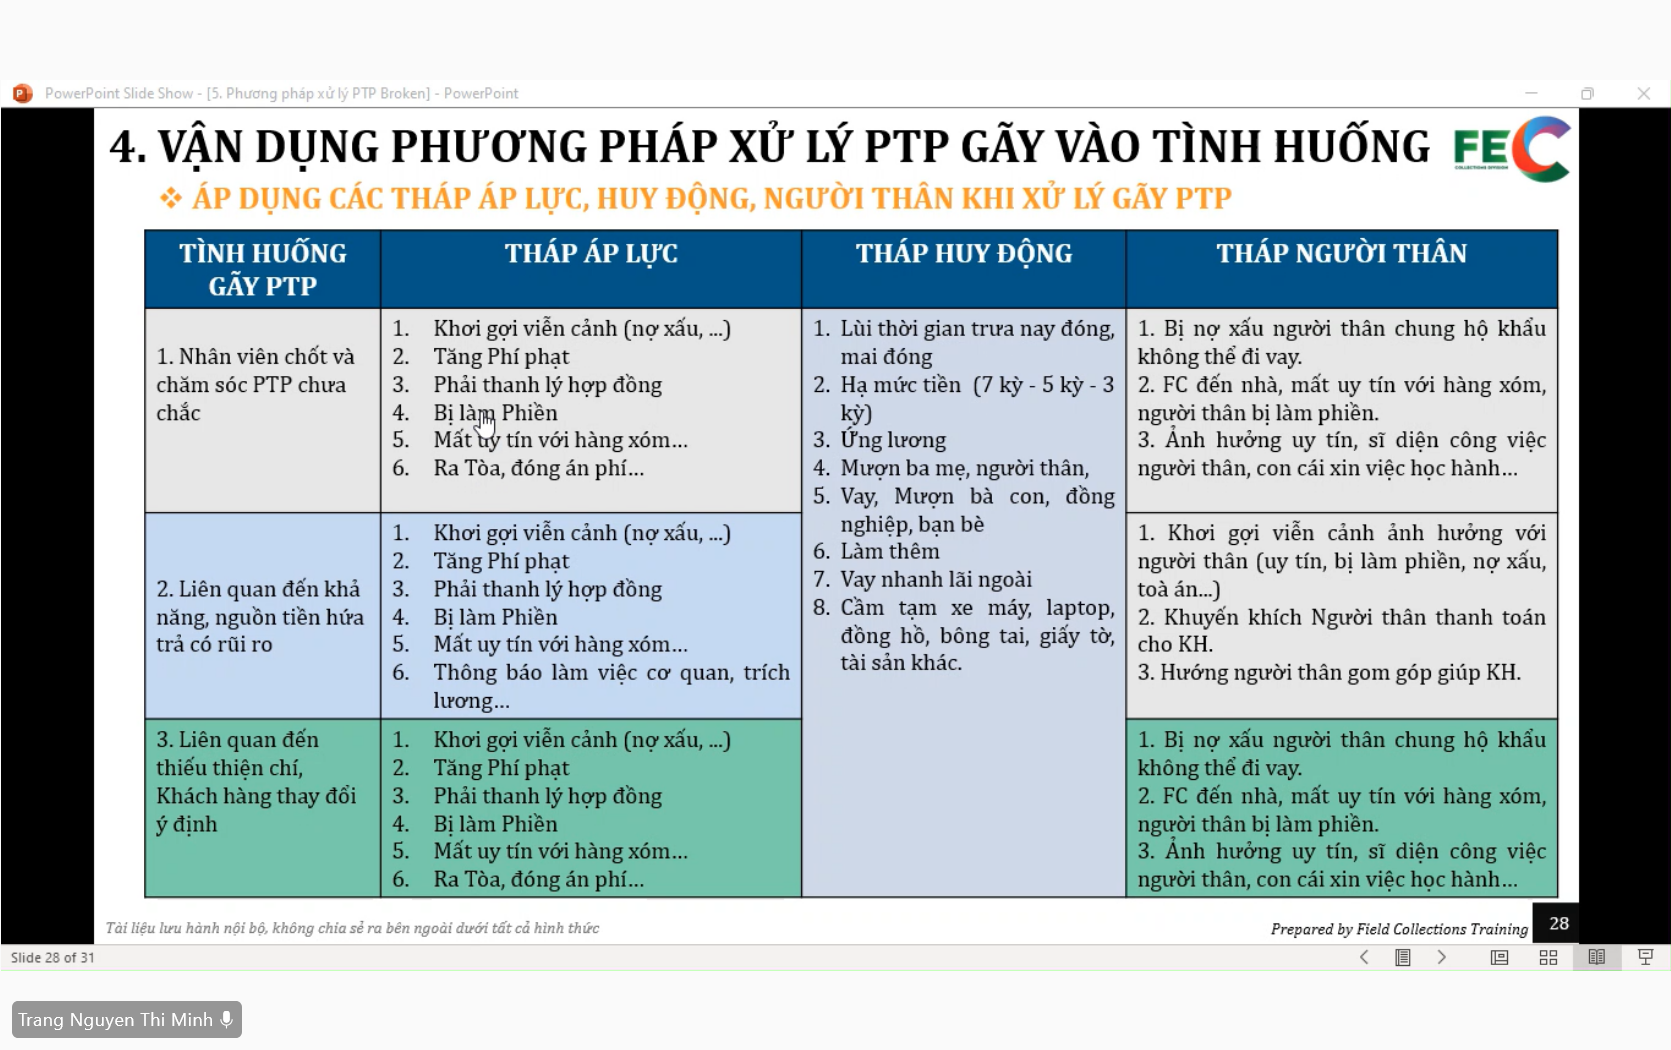 PowerPoint Slide Show - [5. Phương pháp xử lý PTP Broken] - PowerPoint
4. VẬN DỤNG PHƯƠNG PHÁP XỬ LÝ PTP GÃY VÀO TÌNH HUỐNG
FEC
COLLECTIONS DIVISION
❖ ÁP DỤNG CÁC THÁP ÁP LỰC, HUY ĐỘNG, NGƯỜI THÂN KHI XỬ LÝ GÃY PTP
TÌNH HUỐNG
GÃY PTP
THÁP ÁP LỰC
THÁP HUY ĐỘNG
THÁP NGƯỜI THÂN
1. Nhân viên chốt và
chăm sóc PTP chưa
chắc
1. Khơi gợi viễn cảnh (nợ xấu, ...)
2. Tăng Phí phạt
3. Phải thanh lý hợp đồng
4. Bị làm Phiền
5. Mất uy tín với hàng xóm...
6. Ra Tòa, đóng án phí...
1. Lùi thời gian trưa nay đóng,
mai đóng
2. Hạ mức tiền (7 kỳ - 5 kỳ - 3
kỳ)
3. Ứng lương
4. Mượn ba mẹ, người thân,
5. Vay, Mượn bà con, đồng
nghiệp, bạn bè
6. Làm thêm
7. Vay nhanh lãi ngoài
8. Cầm tạm xe máy, laptop,
đồng hồ, bông tai, giấy tờ,
tài sản khác.
1. Bị nợ xấu người thân chung hộ khẩu
không thể đi vay.
2. FC đến nhà, mất uy tín với hàng xóm,
người thân bị làm phiền.
3. Ảnh hưởng uy tín, sĩ diện công việc
người thân, con cái xin việc học hành...
2. Liên quan đến khả
năng, nguồn tiền hứa
trả có rũi ro
1. Khơi gợi viễn cảnh (nợ xấu, ...)
2. Tăng Phí phạt
3. Phải thanh lý hợp đồng
4. Bị làm Phiền
5. Mất uy tín với hàng xóm...
6. Thông báo làm việc cơ quan, trích
lương...
1. Khơi gợi viễn cảnh ảnh hưởng với
người thân (uy tín, bị làm phiền, nợ xấu,
toà án...)
2. Khuyến khích Người thân thanh toán
cho KH.
3. Hướng người thân gom góp giúp KH.
3. Liên quan đến
thiếu thiện chí,
Khách hàng thay đổi
ý định
1. Khơi gợi viễn cảnh (nợ xấu, ...)
2. Tăng Phí phạt
3. Phải thanh lý hợp đồng
4. Bị làm Phiền
5. Mất uy tín với hàng xóm...
6. Ra Tòa, đóng án phí...
1. Bị nợ xấu người thân chung hộ khẩu
không thể đi vay.
2. FC đến nhà, mất uy tín với hàng xóm,
người thân bị làm phiền.
3. Ảnh hưởng uy tín, sĩ diện công việc
người thân, con cái xin việc học hành...
Tài liệu lưu hành nội bộ, không chia sẻ ra bên ngoài dưới tất cả hình thức
Prepared by Field Collections Training
28
Slide 28 of 31
Trang Nguyen Thi Minh